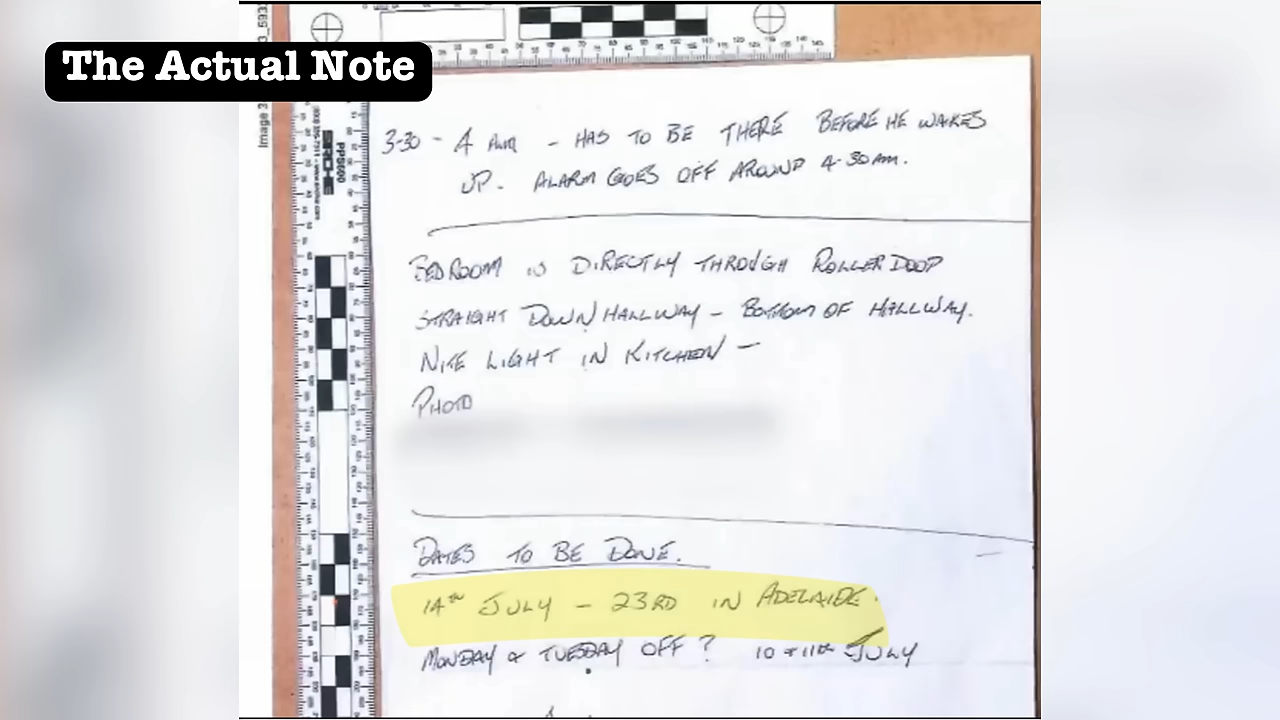 The Actual Note
3-30 - 4 AM - HAS TO BE THERE BEFORE HE WAKES
UP. ALARM GOES OFF AROUND 4-30AM.
BEDROOM IS DIRECTLY THROUGH ROLLER DOOR
STRAIGHT DOWN HALLWAY - BOTTOM OF HALLWAY.
NITE LIGHT IN KITCHEN -
PHOTO
DATES TO BE DONE.
14TH JULY - 23RD IN ADELAIDE.
MONDAY & TUESDAY OFF? 10 + 11th JULY